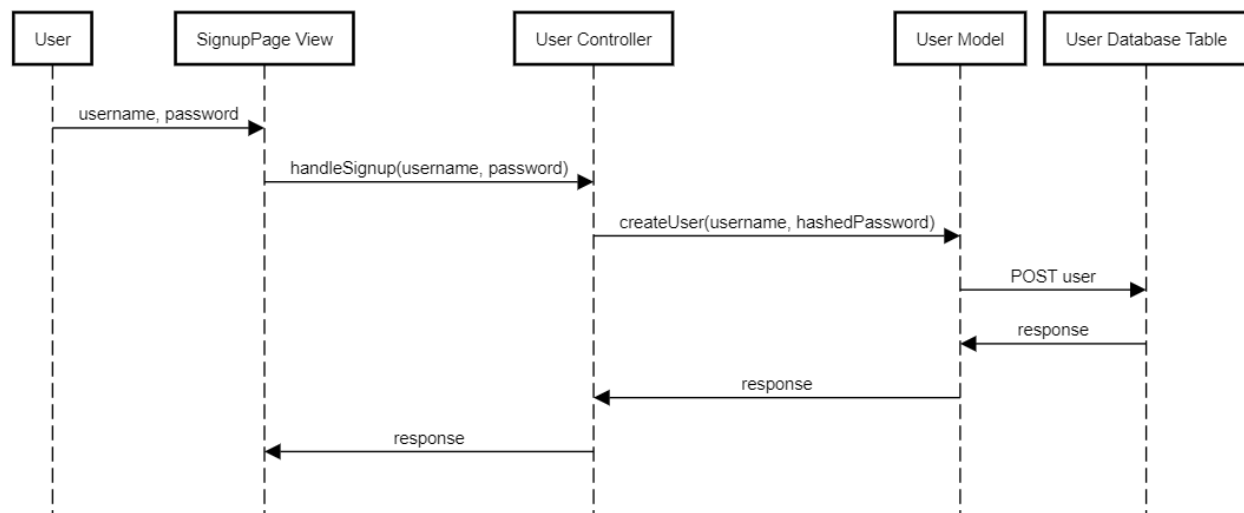 User
SignupPage View
User Controller
User Model
User Database Table
username, password
handleSignup(username, password)
createUser(username, hashedPassword)
POST user
response
response
response